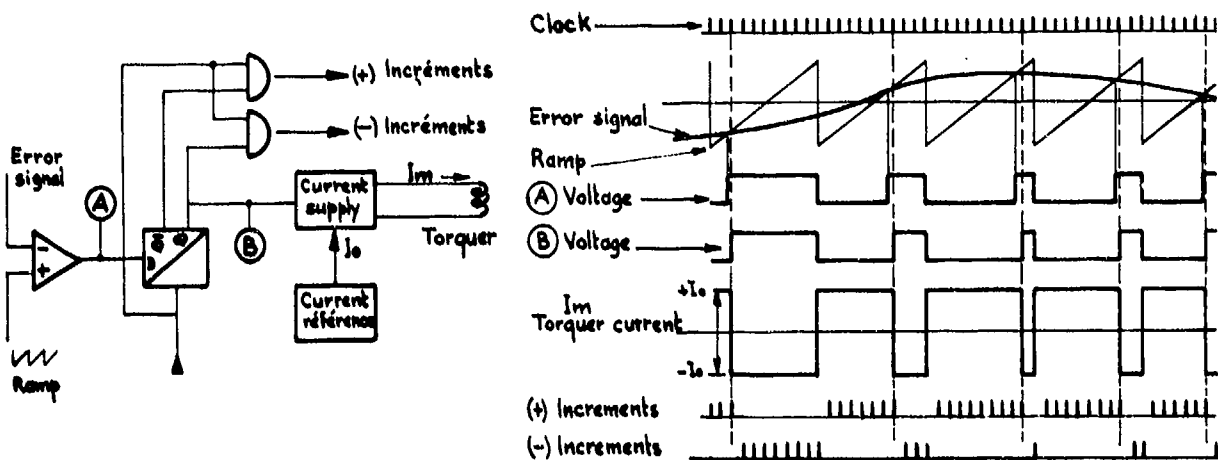 (+) Incréments
(-) Incréments
Error
signal
A
Im
Current
supply
Torquer
B
Io
Current
référence
Q̅
Q
D
-
+
Ramp
Clock
Error signal
Ramp
A Voltage
B Voltage
+Io
Im
Torquer current
-Io
(+) Increments
(-) Increments